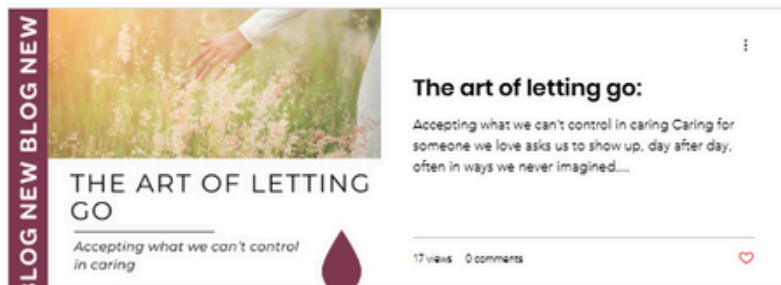 BLOG NEW BLOG NEW
THE ART OF LETTING
GO
Accepting what we can't control
in caring
The art of letting go:
Accepting what we can't control in caring Caring for
someone we love asks us to show up, day after day,
often in ways we never imagined....
17 views 0 comments